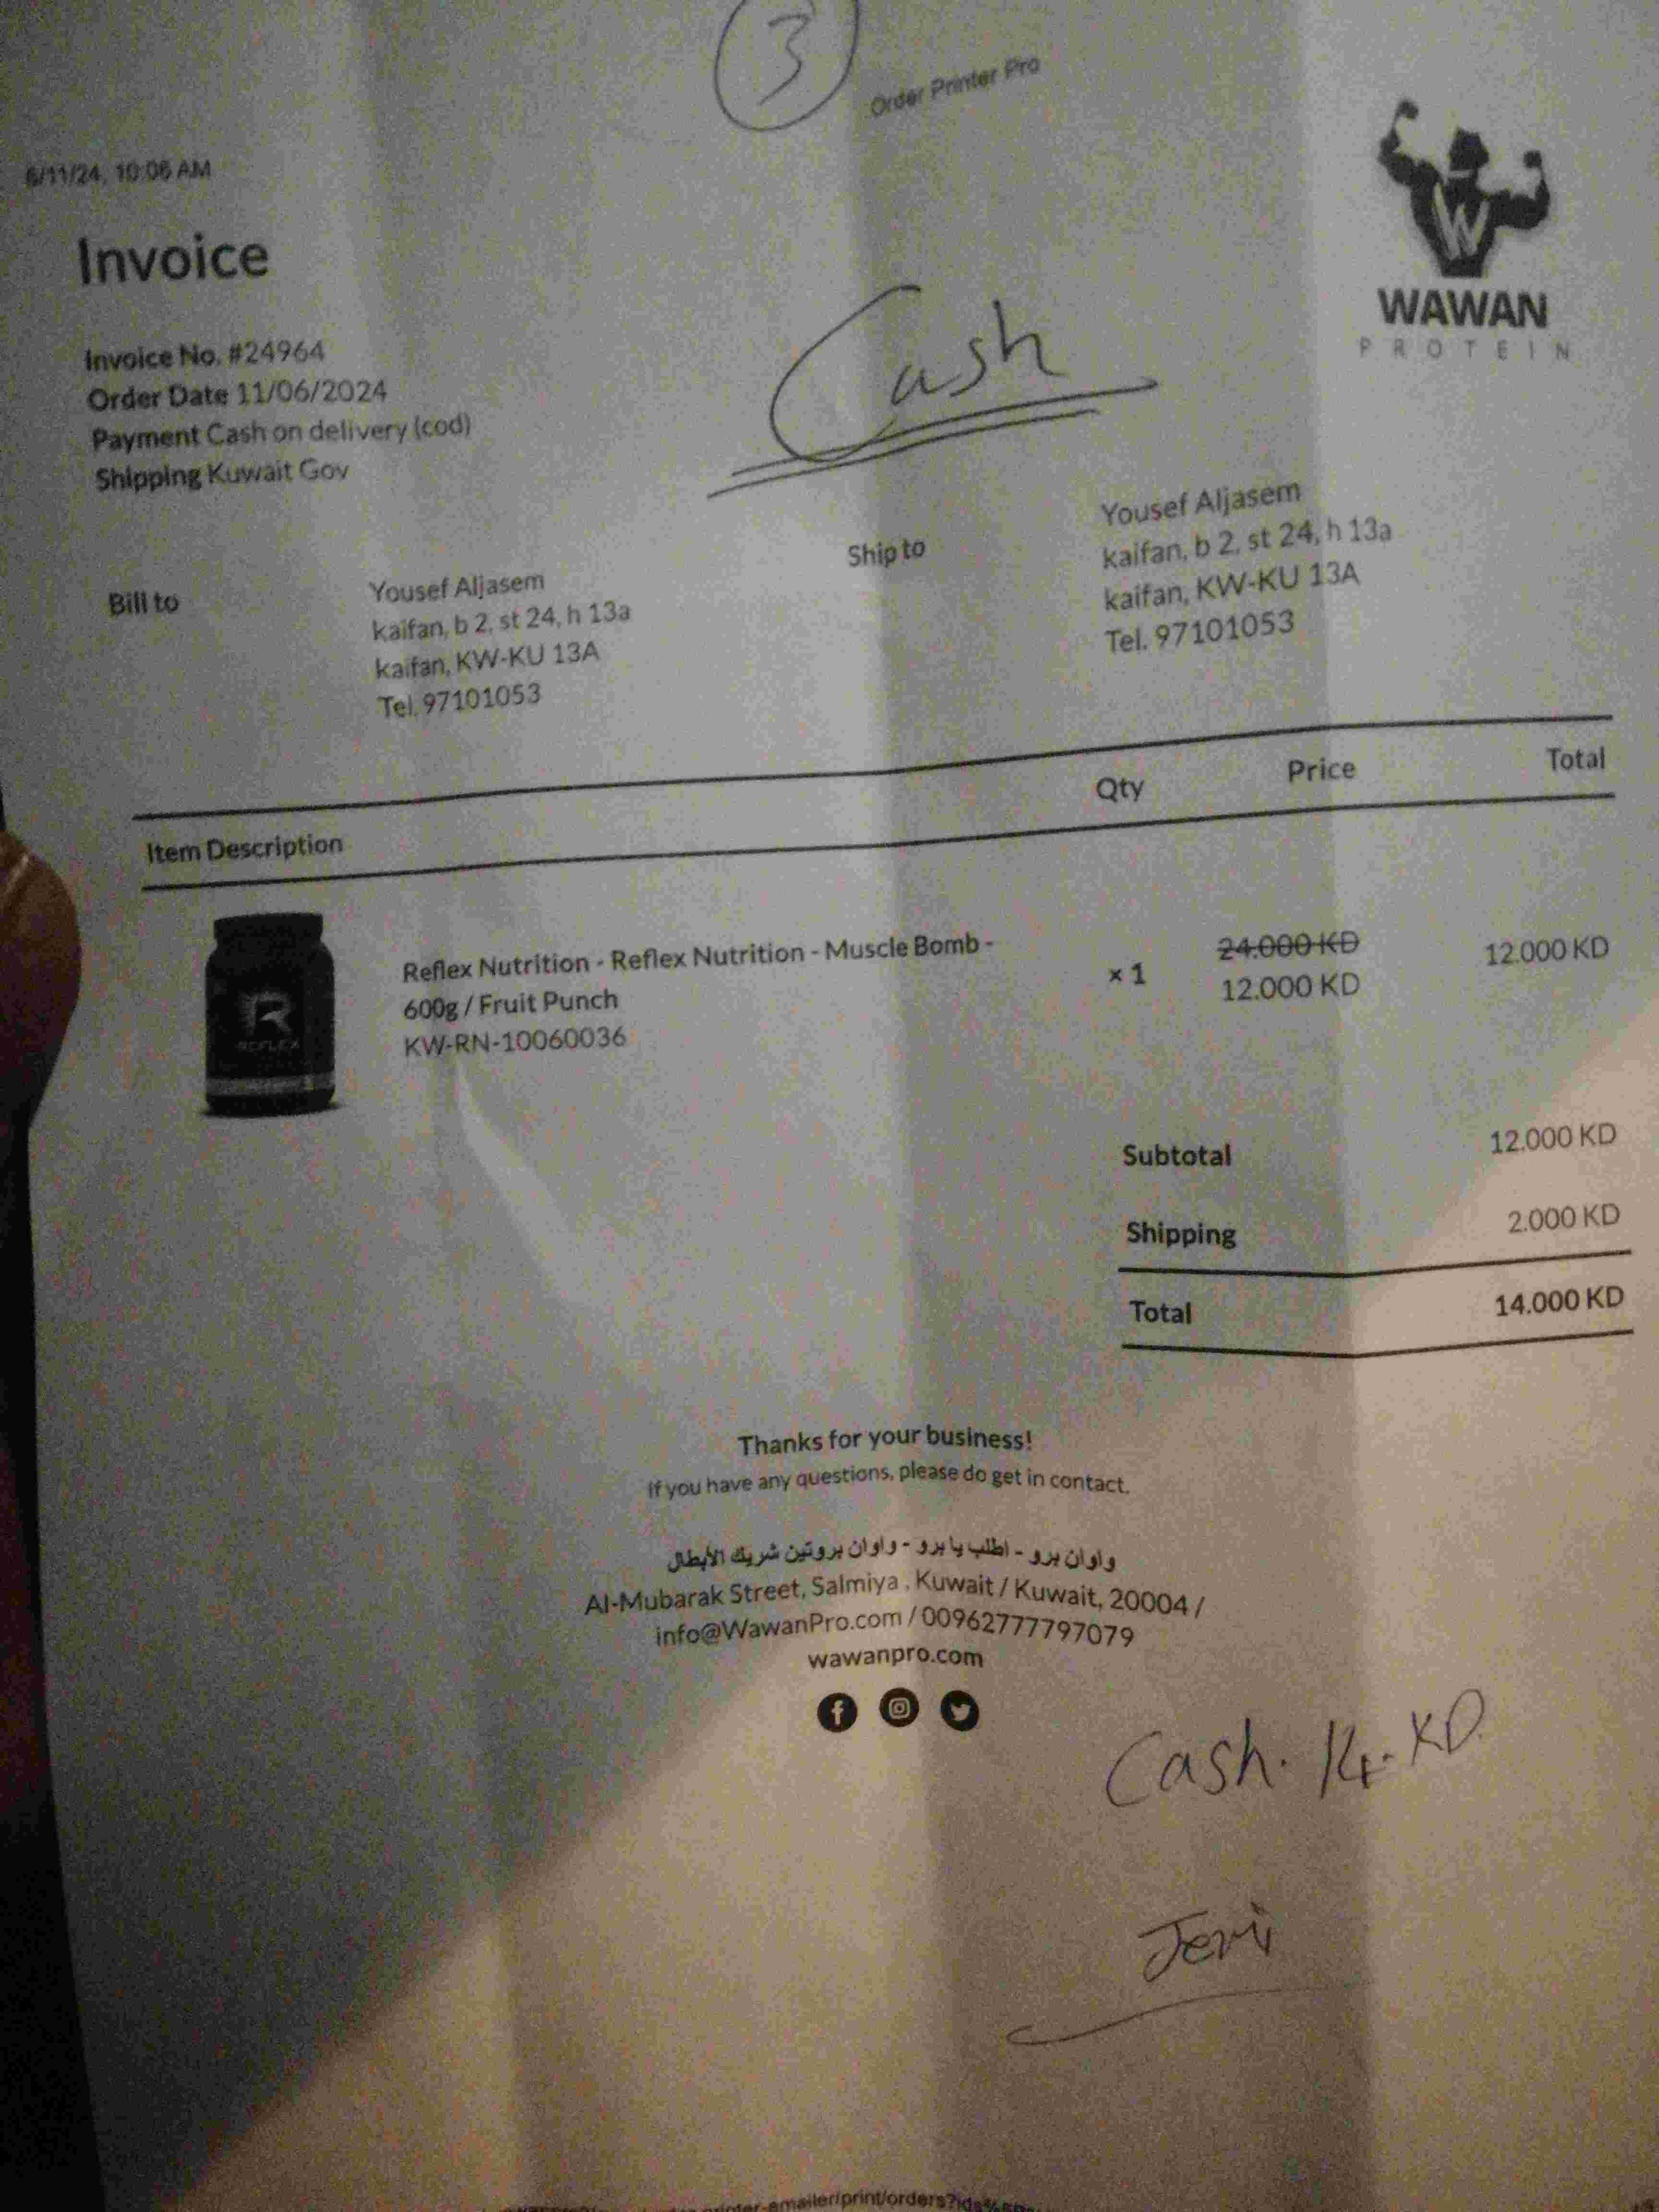 3
Order Printer Pro
6/11/24, 10:06 AM
Invoice
WAWAN
PROTEIN
Cash
Invoice No. #24964
Order Date 11/06/2024
Payment Cash on delivery (cod)
Shipping Kuwait Gov
Bill to
Yousef Aljasem
kaifan, b 2, st 24, h 13a
kaifan, KW-KU 13A
Tel. 97101053
Ship to
Yousef Aljasem
kaifan, b 2, st 24, h 13a
kaifan, KW-KU 13A
Tel. 97101053
Item Description Qty Price Total
REFLEX
Reflex Nutrition - Reflex Nutrition - Muscle Bomb -
600g / Fruit Punch
KW-RN-10060036
× 1
24.000 KD
12.000 KD
12.000 KD
Subtotal 12.000 KD
Shipping 2.000 KD
Total 14.000 KD
Thanks for your business!
If you have any questions, please do get in contact.
واوان برو - اطلب يا برو - واوان بروتين شريك الأبطال
Al-Mubarak Street, Salmiya , Kuwait / Kuwait, 20004 /
info@WawanPro.com / 00962777797079
wawanpro.com
Cash. 14.- KD.
Jeri